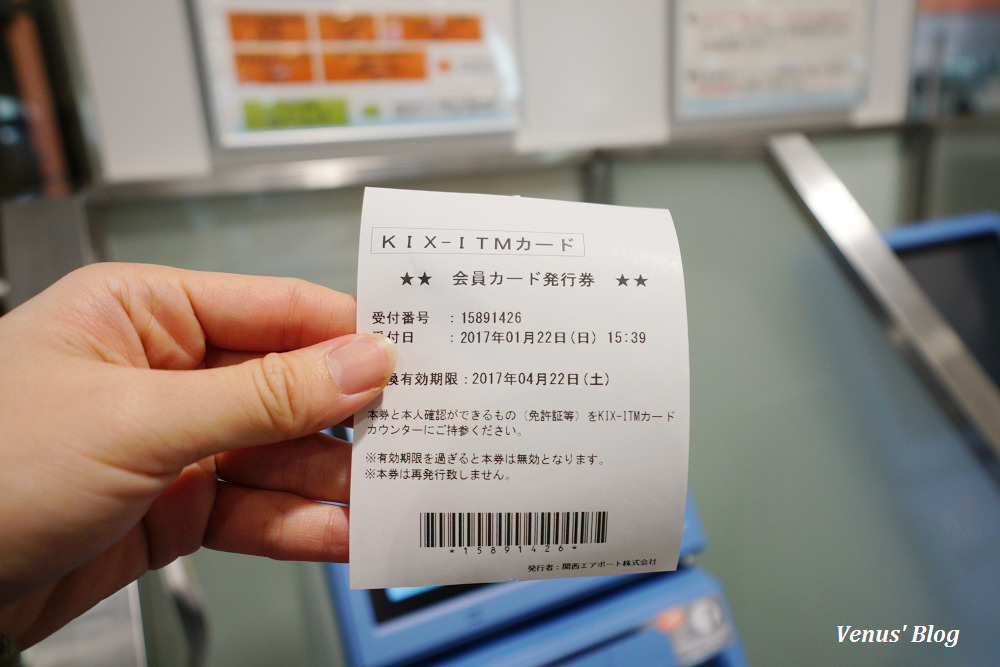 KIX-ITMカード
★★ 会員カード発行券 ★★
受付番号 : 15891426
受付日 : 2017年01月22日(日) 15:39
換有効期限 : 2017年04月22日(土)
本券と本人確認ができるもの（免許証等）をKIX-ITMカード
カウンターにご持参ください。
※有効期限を過ぎると本券は無効となります。
※本券は再発行致しません。
*15891426*
発行者：関西エアポート株式会社
Venus' Blog